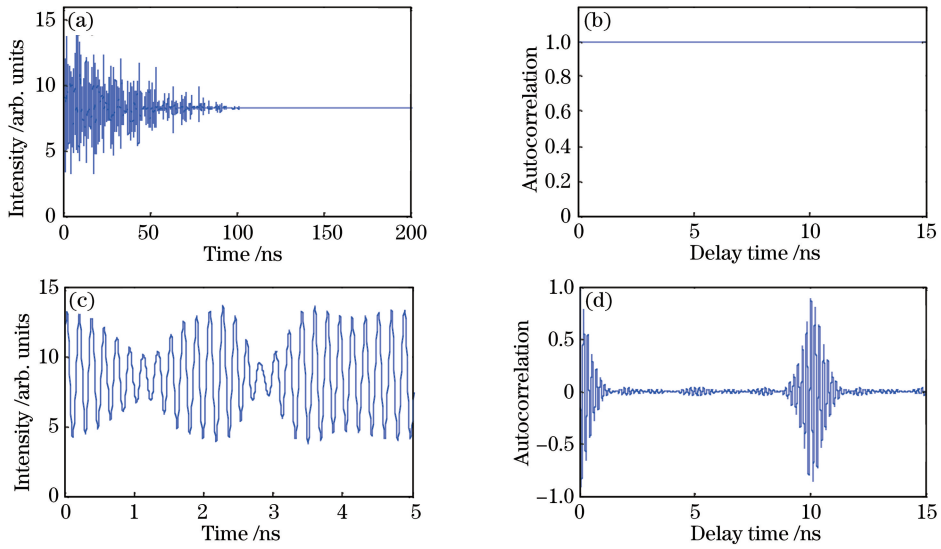 (a)
15
10
5
0
Intensity /arb. units
0 50 100 150 200
Time /ns
(b)
1.0
0.8
0.6
0.4
0.2
0
Autocorrelation
0 5 10 15
Delay time /ns
(c)
15
10
5
0
Intensity /arb. units
0 1 2 3 4 5
Time /ns
(d)
1.0
0.5
0
−0.5
−1.0
Autocorrelation
0 5 10 15
Delay time /ns